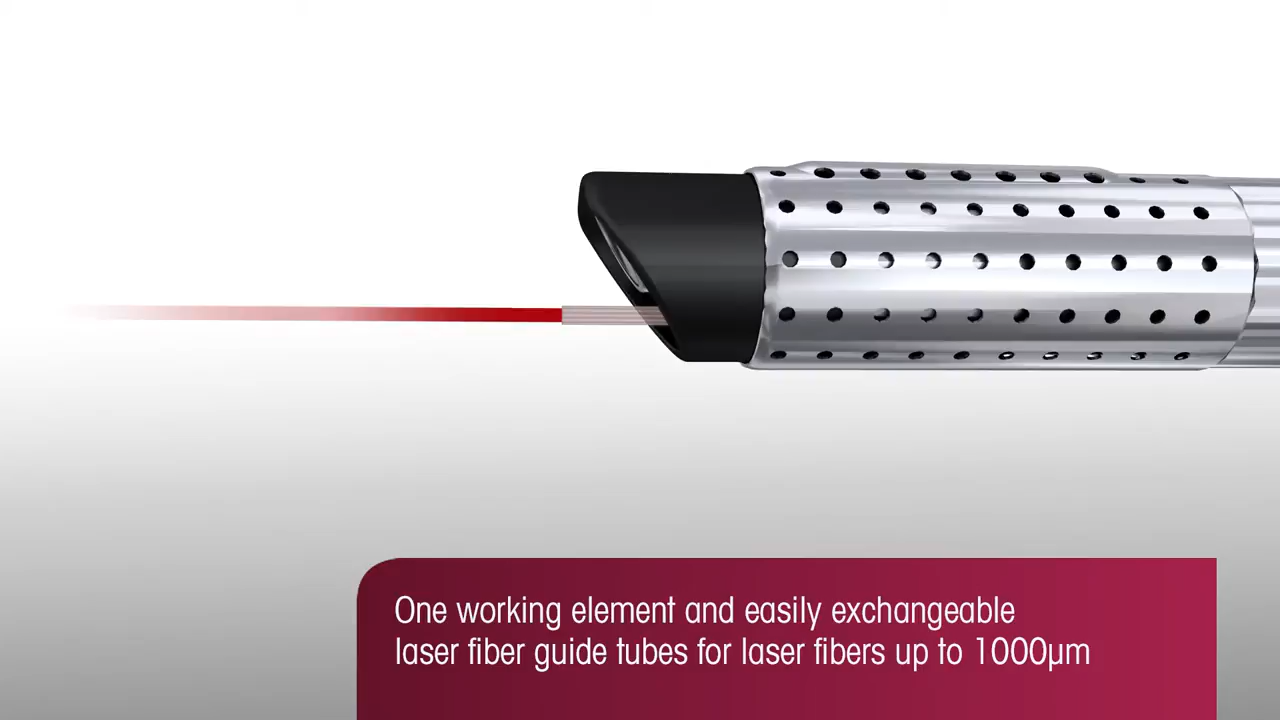 One working element and easily exchangeable
laser fiber guide tubes for laser fibers up to 1000µm